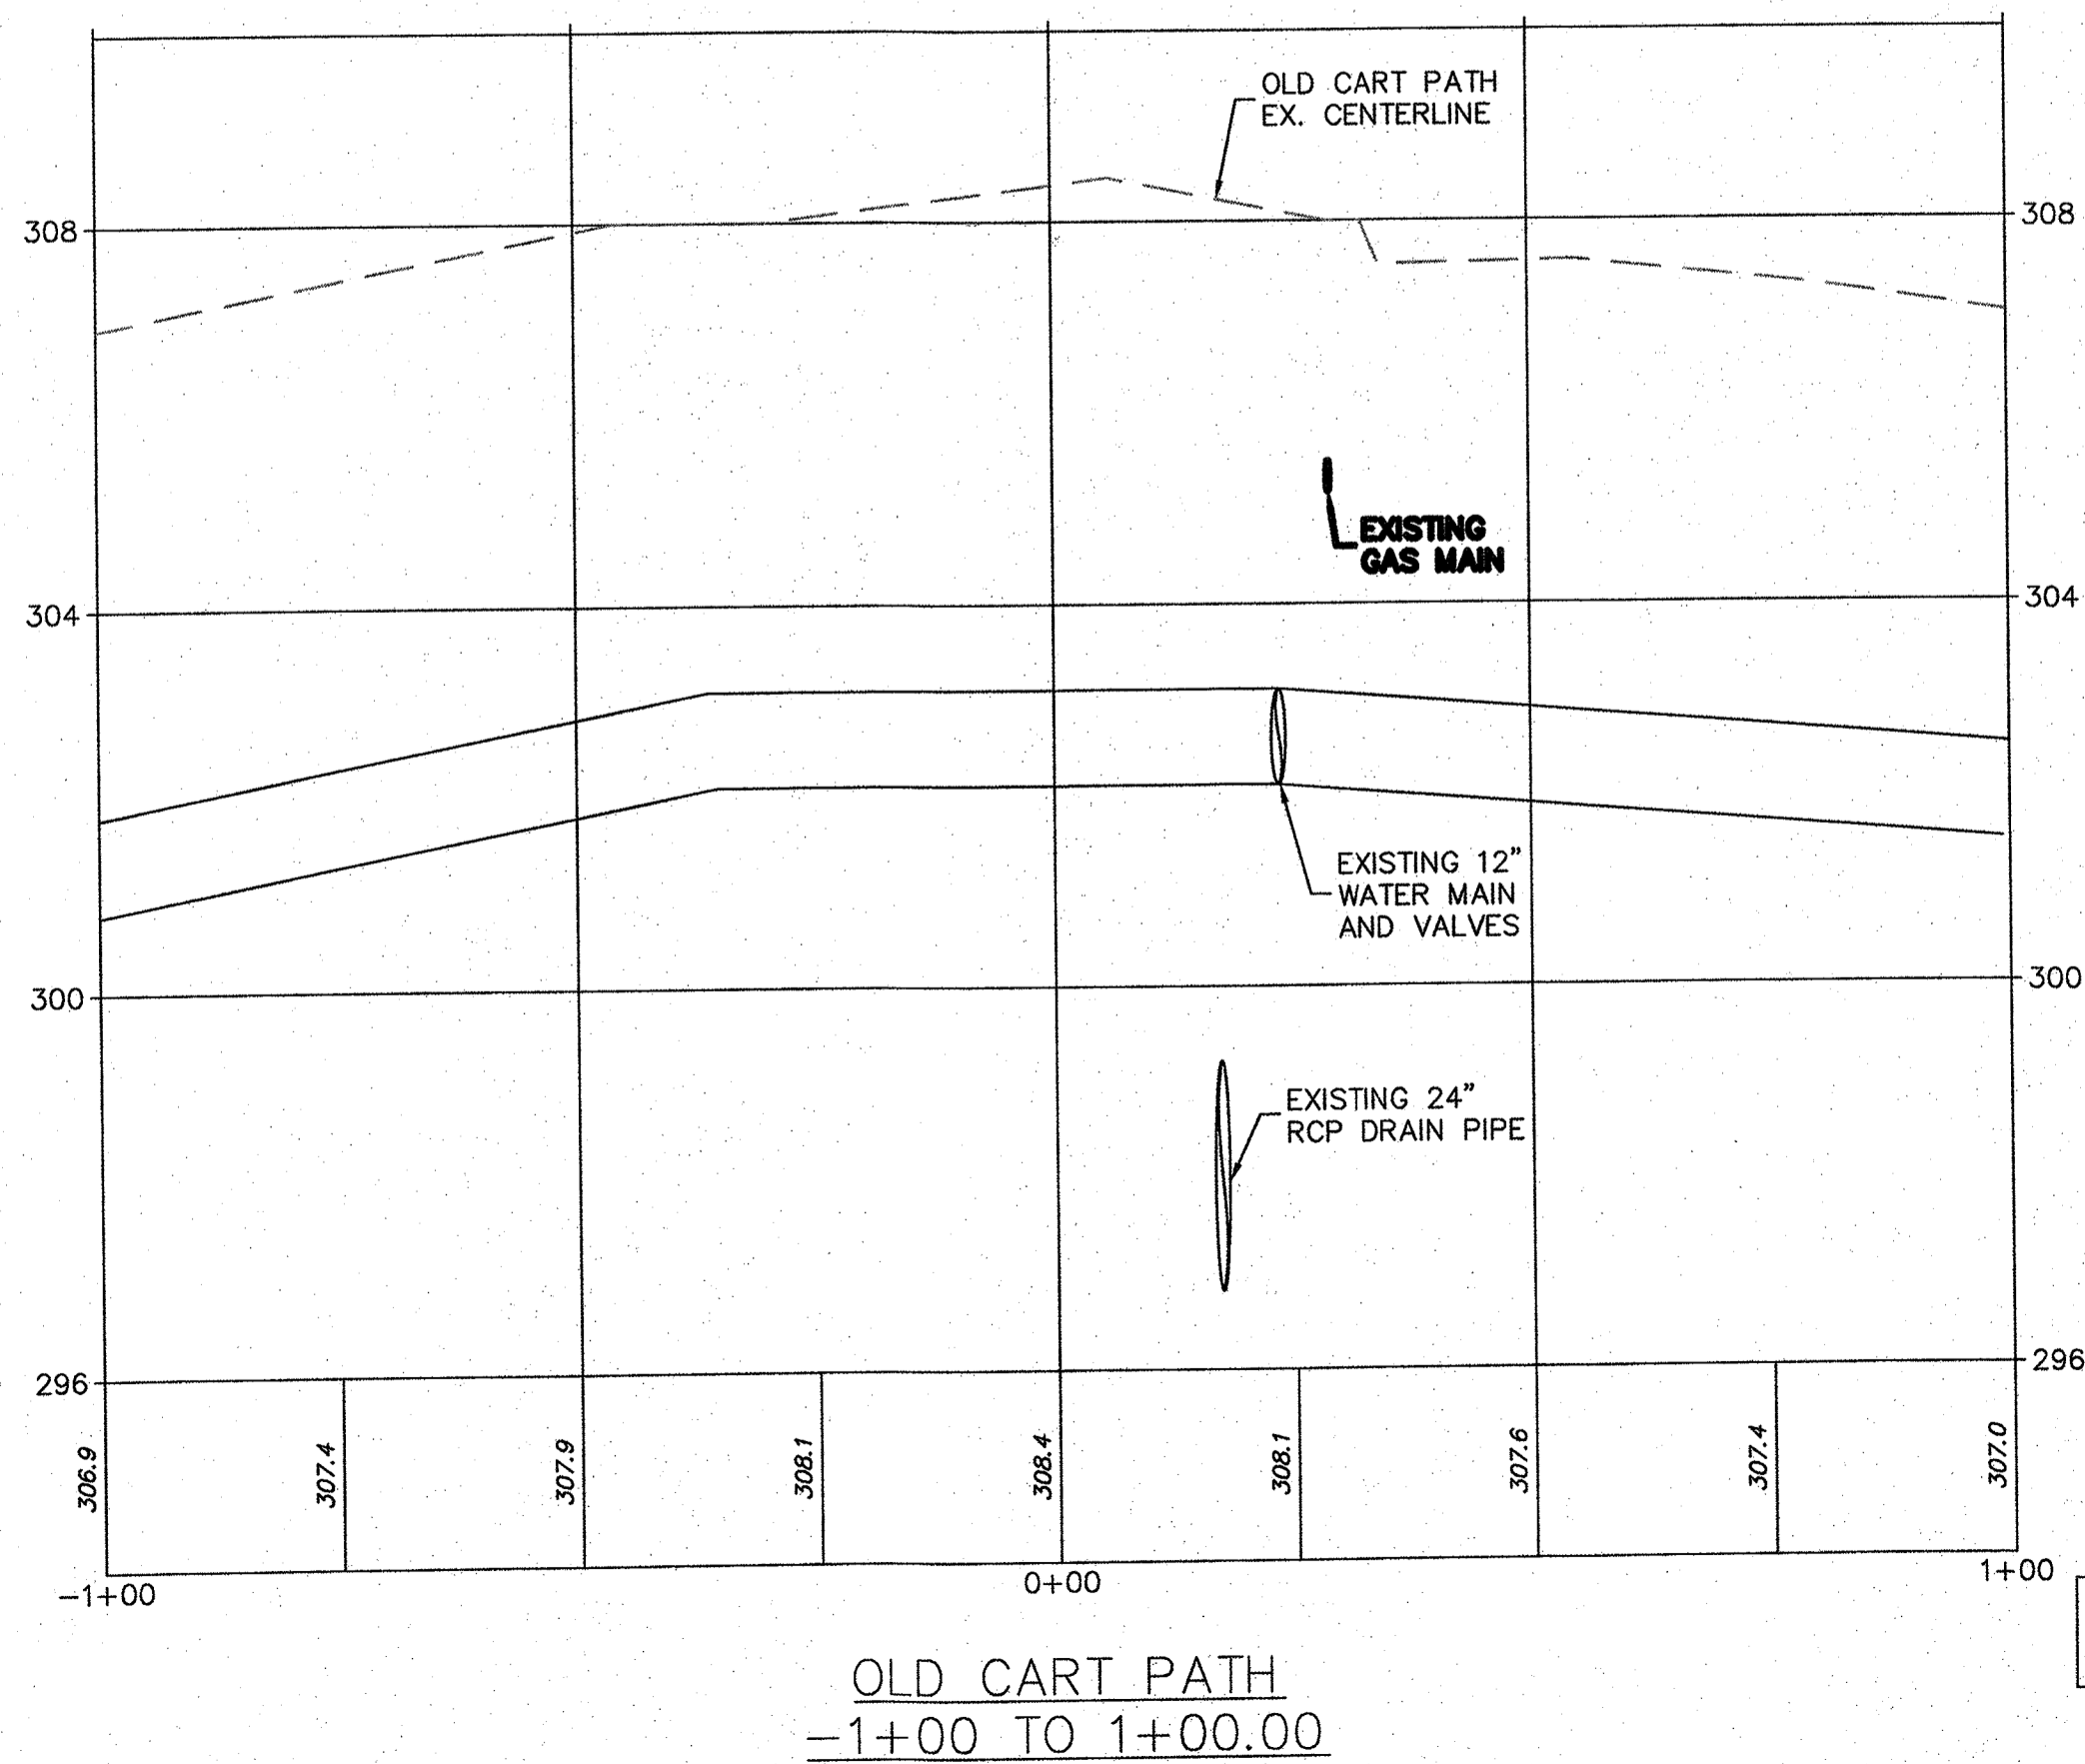 OLD CART PATH
EX. CENTERLINE
308
308
EXISTING
GAS MAIN
304
304
EXISTING 12"
WATER MAIN
AND VALVES
300
300
EXISTING 24"
RCP DRAIN PIPE
296
296
306.9
307.4
307.9
308.1
308.4
308.1
307.6
307.4
307.0
-1+00
0+00
1+00
OLD CART PATH
-1+00 TO 1+00.00